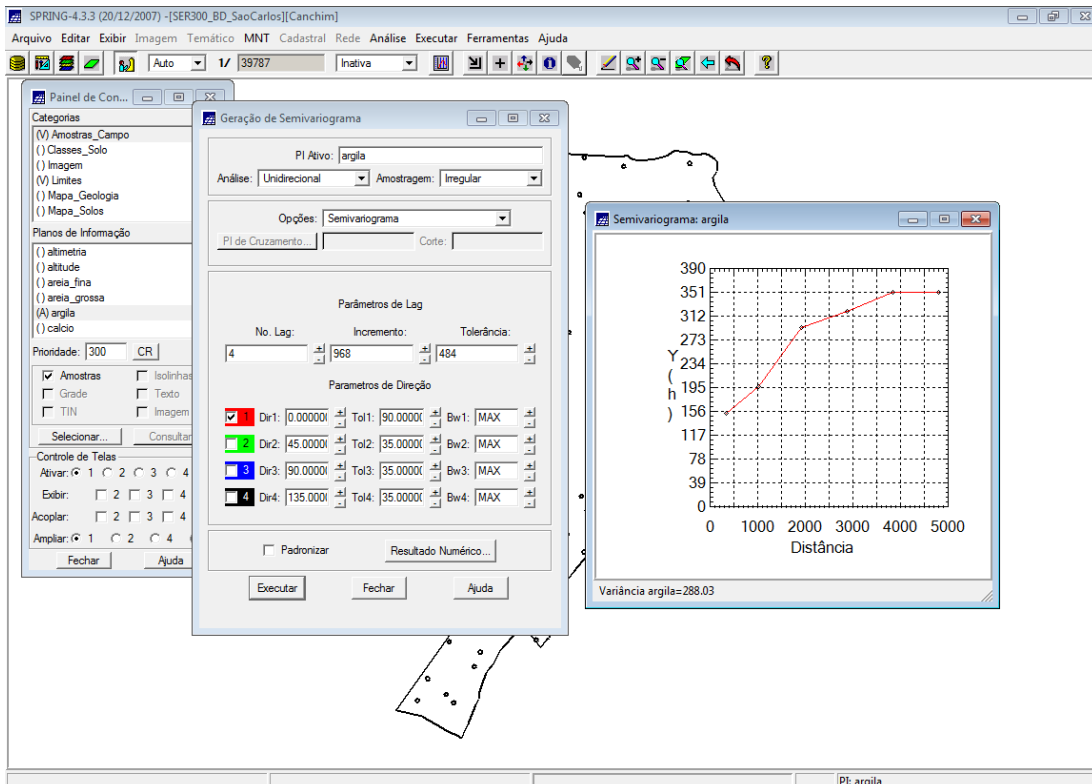 SPRING-4.3.3 (20/12/2007) -[SER300_BD_SaoCarlos][Canchim]
Arquivo Editar Exibir Imagem Temático MNT Cadastral Rede Análise Executar Ferramentas Ajuda
Auto 1/ 39787 Inativa
Painel de Con...
Categorias
(V) Amostras_Campo
( ) Classes_Solo
( ) Imagem
(V) Limites
( ) Mapa_Geologia
( ) Mapa_Solos
Planos de Informação
( ) altimetria
( ) altitude
( ) areia_fina
( ) areia_grossa
(A) argila
( ) calcio
Prioridade: 300 CR
Amostras Isolinhas
Grade Texto
TIN Imagem
Selecionar... Consultar
Controle de Telas
Ativar: 1 2 3 4
Exibir: 2 3 4
Acoplar: 2 3 4
Ampliar: 1 2 4
Fechar Ajuda
Geração de Semivariograma
PI Ativo: argila
Análise: Unidirecional Amostragem: Irregular
Opções: Semivariograma
PI de Cruzamento... Corte:
Parâmetros de Lag
No. Lag: Incremento: Tolerância:
4 968 484
Parametros de Direção
1 Dir1: 0.00000 Tol1: 90.0000 Bw1: MAX
2 Dir2: 45.0000 Tol2: 35.0000 Bw2: MAX
3 Dir3: 90.0000 Tol3: 35.0000 Bw3: MAX
4 Dir4: 135.000 Tol4: 35.0000 Bw4: MAX
Padronizar Resultado Numérico...
Executar Fechar Ajuda
Semivariograma: argila
390
351
312
273
234
195
156
117
78
39
0
Y(h)
0 1000 2000 3000 4000 5000
Distância
Variância argila=288.03
PI: argila